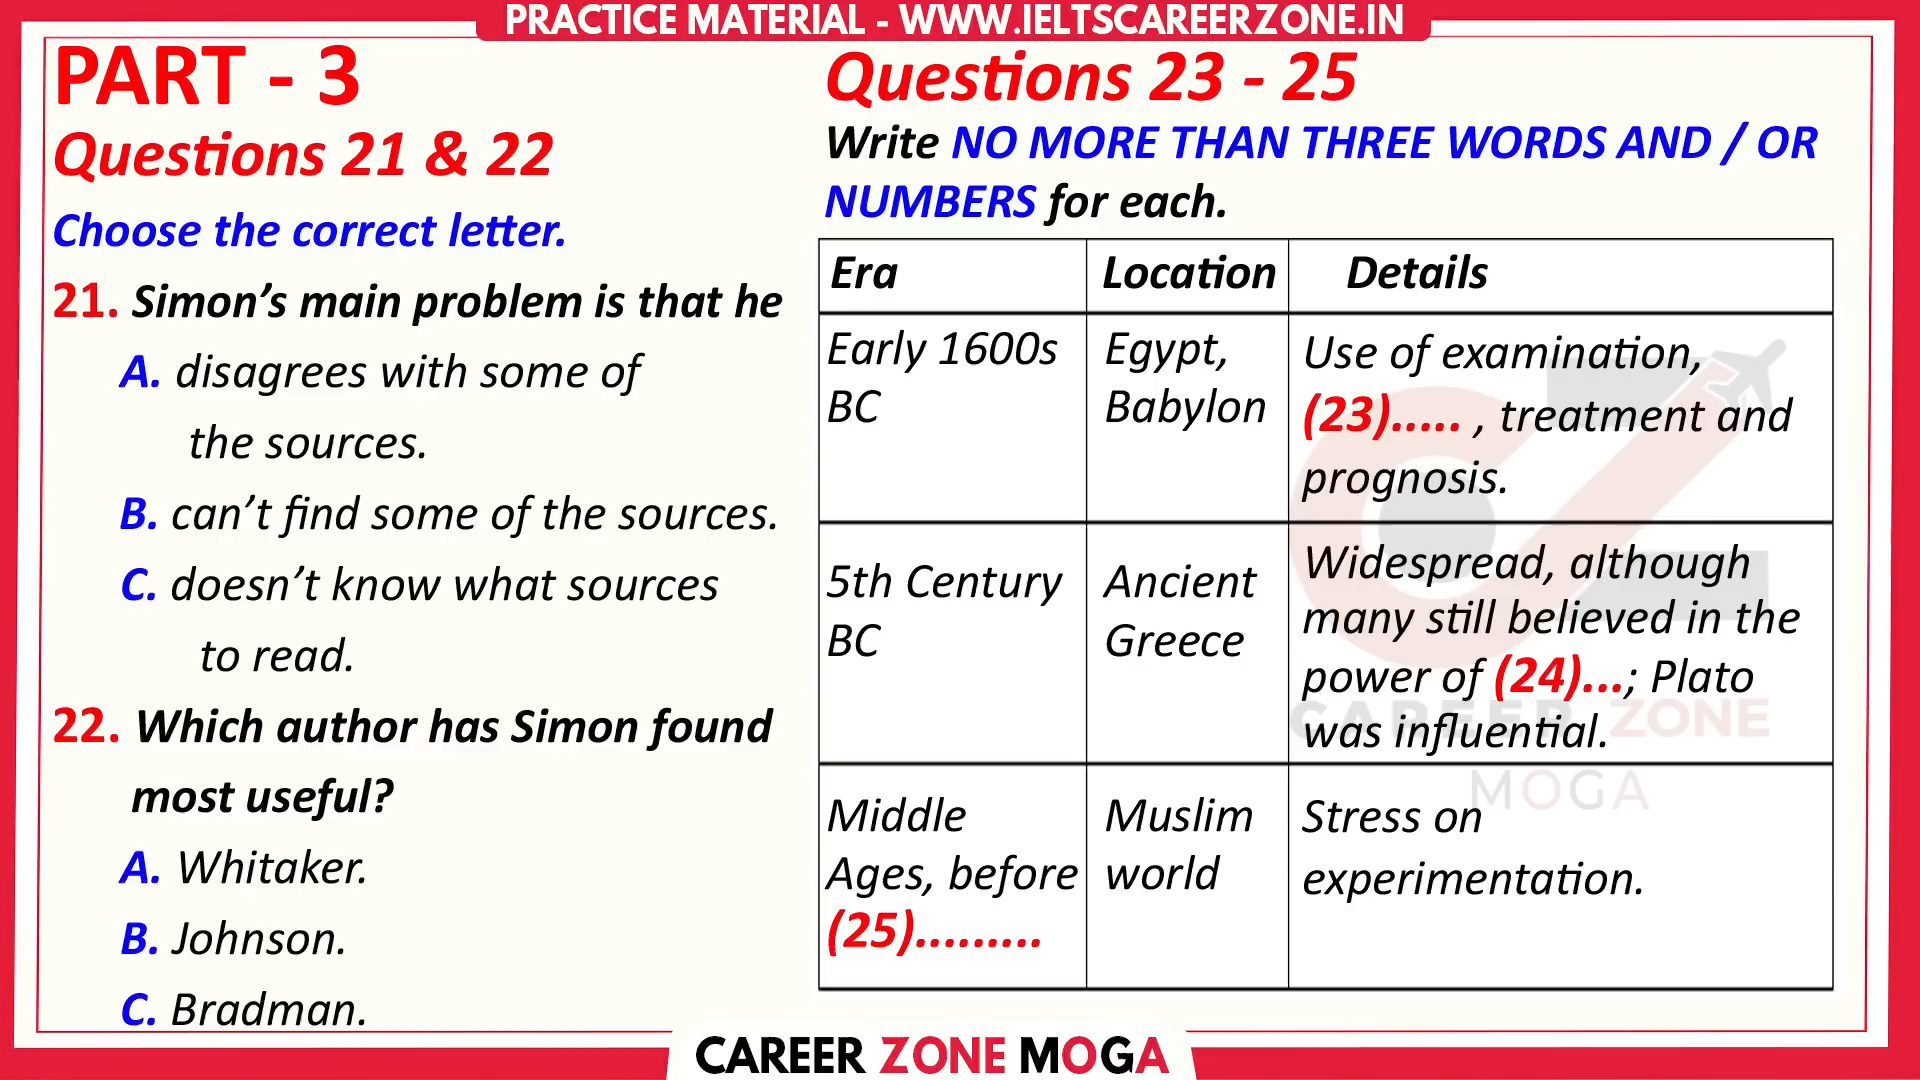 PRACTICE MATERIAL - WWW.IELTSCAREERZONE.IN
PART - 3
Questions 21 & 22
Choose the correct letter.
21. Simon’s main problem is that he
A. disagrees with some of
the sources.
B. can’t find some of the sources.
C. doesn’t know what sources
to read.
22. Which author has Simon found
most useful?
A. Whitaker.
B. Johnson.
C. Bradman.
Questions 23 - 25
Write NO MORE THAN THREE WORDS AND / OR
NUMBERS for each.
Era Location Details
Early 1600s
BC
Egypt,
Babylon
Use of examination,
(23)..... , treatment and
prognosis.
5th Century
BC
Ancient
Greece
Widespread, although
many still believed in the
power of (24)...; Plato
was influential.
Middle
Ages, before
(25).........
Muslim
world
Stress on
experimentation.
CAREER ZONE
MOGA
CAREER ZONE MOGA